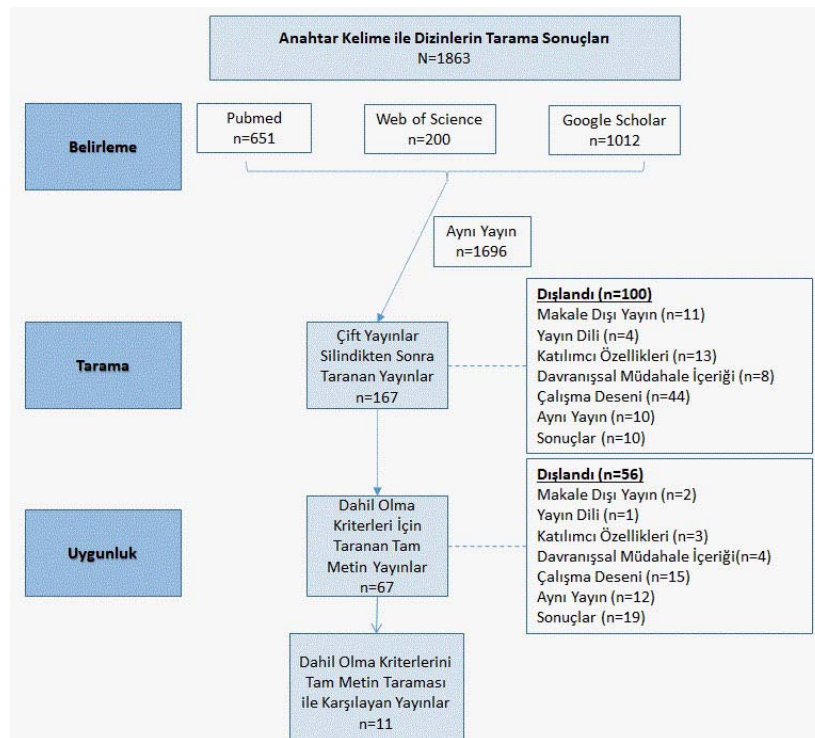 Anahtar Kelime ile Dizinlerin Tarama Sonuçları
N=1863
Belirleme
Pubmed
n=651
Web of Science
n=200
Google Scholar
n=1012
Aynı Yayın
n=1696
Tarama
Çift Yayınlar
Silindikten Sonra
Taranan Yayınlar
n=167
Dışlandı (n=100)
Makale Dışı Yayın (n=11)
Yayın Dili (n=4)
Katılımcı Özellikleri (n=13)
Davranışsal Müdahale İçeriği (n=8)
Çalışma Deseni (n=44)
Aynı Yayın (n=10)
Sonuçlar (n=10)
Uygunluk
Dahil Olma
Kriterleri İçin
Taranan Tam
Metin Yayınlar
n=67
Dışlandı (n=56)
Makale Dışı Yayın (n=2)
Yayın Dili (n=1)
Katılımcı Özellikleri (n=3)
Davranışsal Müdahale İçeriği(n=4)
Çalışma Deseni (n=15)
Aynı Yayın (n=12)
Sonuçlar (n=19)
Dahil Olma Kriterlerini
Tam Metin Taraması
ile Karşılayan Yayınlar
n=11